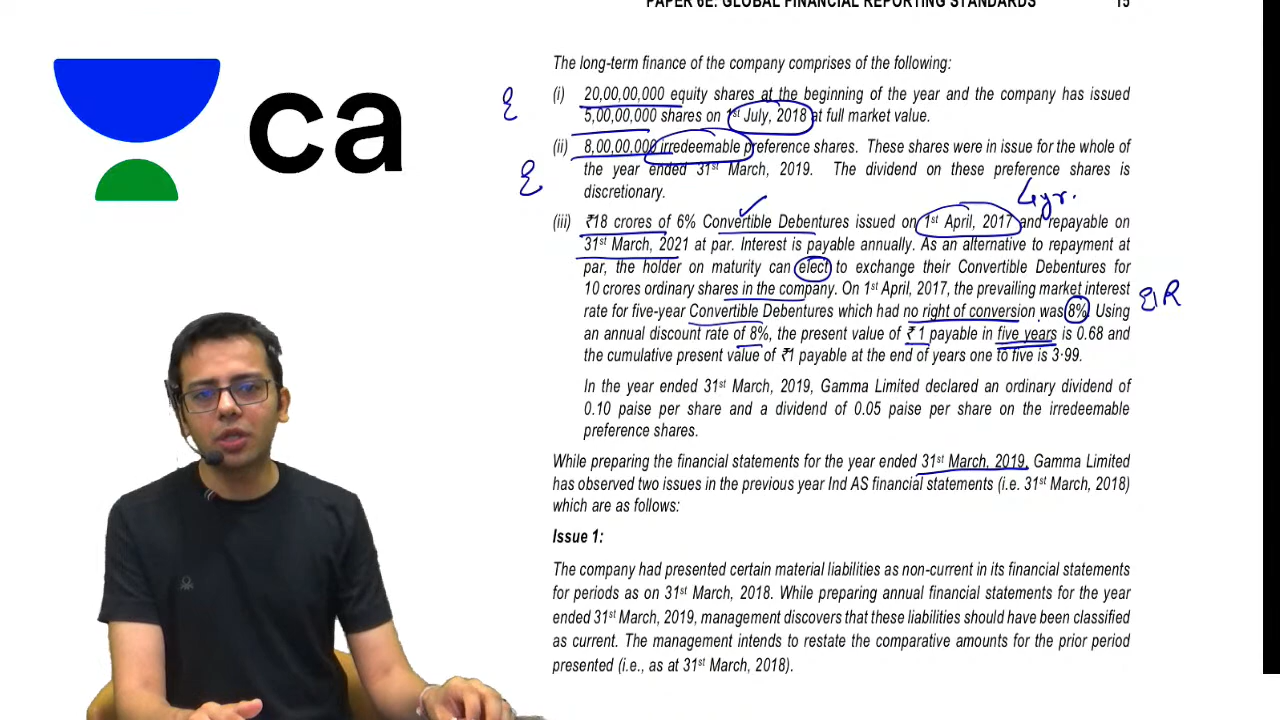 PAPER 6E: GLOBAL FINANCIAL REPORTING STANDARDS 15
ca
The long-term finance of the company comprises of the following:
(i) 20,00,00,000 equity shares at the beginning of the year and the company has issued
5,00,00,000 shares on 1st July, 2018 at full market value.
(ii) 8,00,00,000 irredeemable preference shares. These shares were in issue for the whole of
the year ended 31st March, 2019. The dividend on these preference shares is
discretionary.
4yr.
(iii) ₹18 crores of 6% Convertible Debentures issued on 1st April, 2017 and repayable on
31st March, 2021 at par. Interest is payable annually. As an alternative to repayment at
par, the holder on maturity can elect to exchange their Convertible Debentures for
10 crores ordinary shares in the company. On 1st April, 2017, the prevailing market interest
EIR
rate for five-year Convertible Debentures which had no right of conversion was 8%. Using
an annual discount rate of 8%, the present value of ₹ 1 payable in five years is 0.68 and
the cumulative present value of ₹1 payable at the end of years one to five is 3·99.
In the year ended 31st March, 2019, Gamma Limited declared an ordinary dividend of
0.10 paise per share and a dividend of 0.05 paise per share on the irredeemable
preference shares.
While preparing the financial statements for the year ended 31st March, 2019, Gamma Limited
has observed two issues in the previous year Ind AS financial statements (i.e. 31st March, 2018)
which are as follows:
Issue 1:
The company had presented certain material liabilities as non-current in its financial statements
for periods as on 31st March, 2018. While preparing annual financial statements for the year
ended 31st March, 2019, management discovers that these liabilities should have been classified
as current. The management intends to restate the comparative amounts for the prior period
presented (i.e., as at 31st March, 2018).